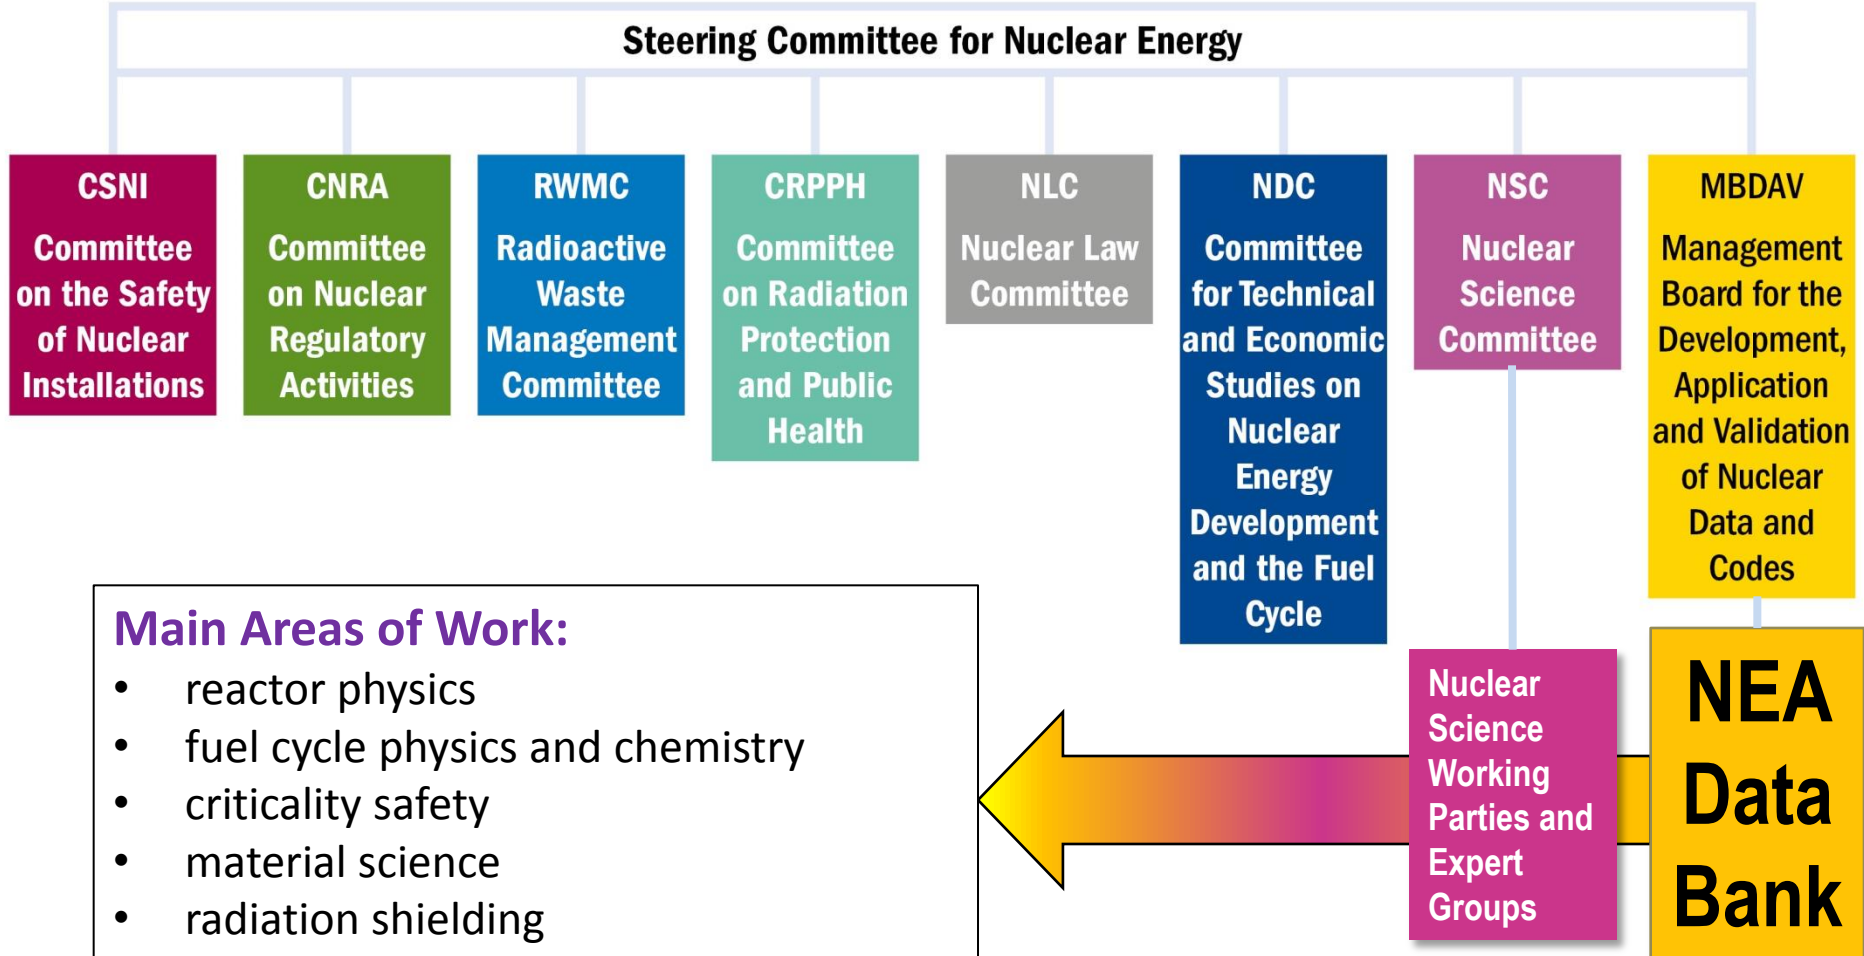 Steering Committee for Nuclear Energy
CSNI
Committee
on the Safety
of Nuclear
Installations
CNRA
Committee
on Nuclear
Regulatory
Activities
RWMC
Radioactive
Waste
Management
Committee
CRPPH
Committee
on Radiation
Protection
and Public
Health
NLC
Nuclear Law
Committee
NDC
Committee
for Technical
and Economic
Studies on
Nuclear
Energy
Development
and the Fuel
Cycle
NSC
Nuclear
Science
Committee
MBDAV
Management
Board for the
Development,
Application
and Validation
of Nuclear
Data and
Codes
Main Areas of Work:
• reactor physics
• fuel cycle physics and chemistry
• criticality safety
• material science
• radiation shielding
Nuclear
Science
Working
Parties and
Expert
Groups
NEA
Data
Bank